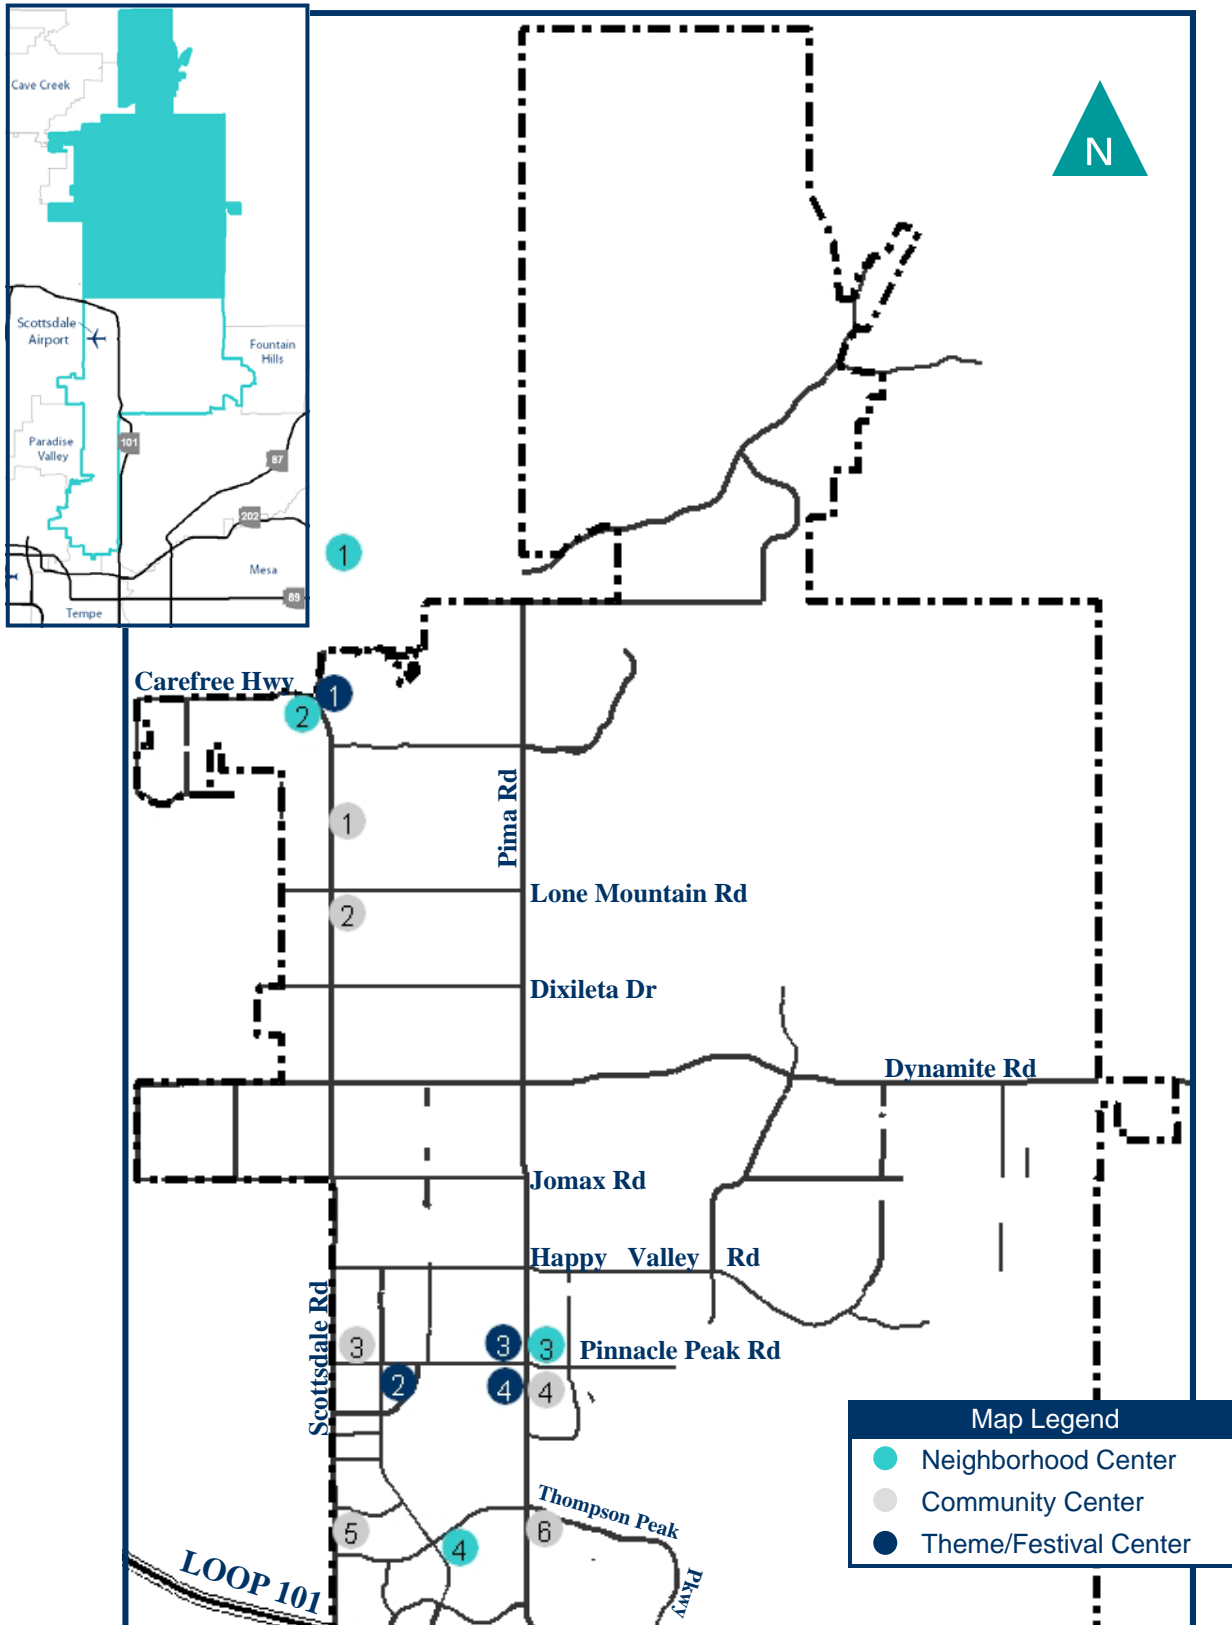 Cave Creek
Scottsdale
Airport
Fountain
Hills
Paradise
Valley
101
87
202
Mesa
89
Tempe
N
1
Carefree Hwy
1
2
Pima Rd
1
Lone Mountain Rd
2
Dixileta Dr
Dynamite Rd
Jomax Rd
Happy Valley Rd
Scottsdale Rd
3
3
3
Pinnacle Peak Rd
2
4
4
Map Legend
Neighborhood Center
Community Center
Theme/Festival Center
Thompson Peak
Pkwy
5
4
6
LOOP 101